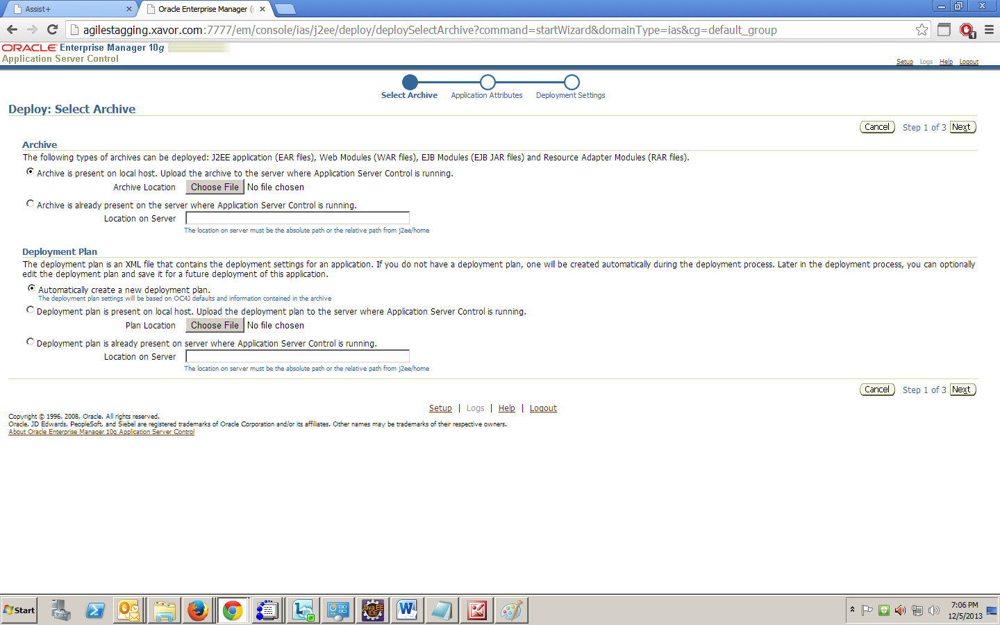 Assist+
Oracle Enterprise Manager (
agilestagging.xavor.com:7777/em/console/ias/j2ee/deploy/deploySelectArchive?command=startWizard&domainType=ias&cg=default_group
1
ORACLE Enterprise Manager 10g
Application Server Control
Setup Logs Help Logout
Select Archive Application Attributes Deployment Settings
Deploy: Select Archive
Cancel Step 1 of 3 Next
Archive
The following types of archives can be deployed: J2EE application (EAR files), Web Modules (WAR files), EJB Modules (EJB JAR files) and Resource Adapter Modules (RAR files).
Archive is present on local host. Upload the archive to the server where Application Server Control is running.
Archive Location Choose File No file chosen
Archive is already present on the server where Application Server Control is running.
Location on Server
The location on server must be the absolute path or the relative path from j2ee/home
Deployment Plan
The deployment plan is an XML file that contains the deployment settings for an application. If you do not have a deployment plan, one will be created automatically during the deployment process. Later in the deployment process, you can optionally
edit the deployment plan and save it for a future deployment of this application.
Automatically create a new deployment plan.
The deployment plan settings will be based on OC4J defaults and information contained in the archive
Deployment plan is present on local host. Upload the deployment plan to the server where Application Server Control is running.
Plan Location Choose File No file chosen
Deployment plan is already present on server where Application Server Control is running.
Location on Server
The location on server must be the absolute path or the relative path from j2ee/home
Cancel Step 1 of 3 Next
Setup | Logs | Help | Logout
Copyright © 1996, 2008, Oracle. All rights reserved.
Oracle, JD Edwards, PeopleSoft, and Siebel are registered trademarks of Oracle Corporation and/or its affiliates. Other names may be trademarks of their respective owners.
About Oracle Enterprise Manager 10g Application Server Control
Start
Java EE
IDE
7:06 PM
12/5/2013